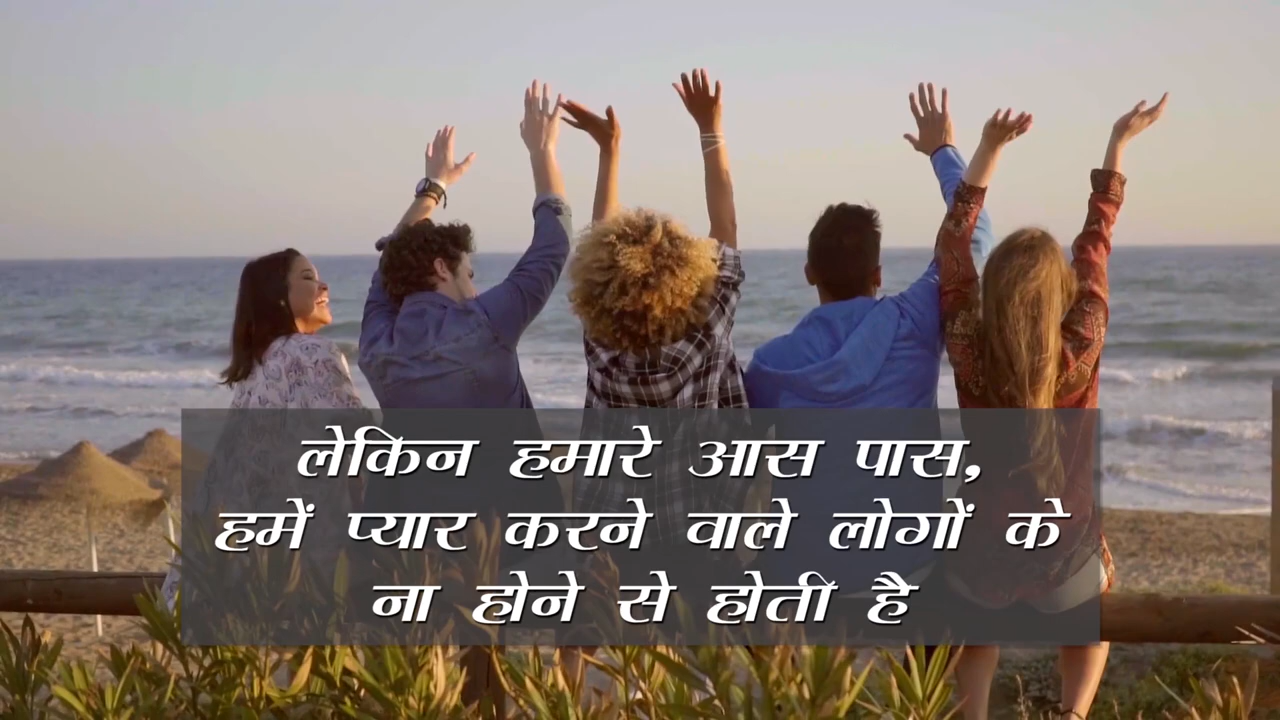 लेकिन हमारे आस पास,
हमें प्यार करने वाले लोगों के
ना होने से होती है